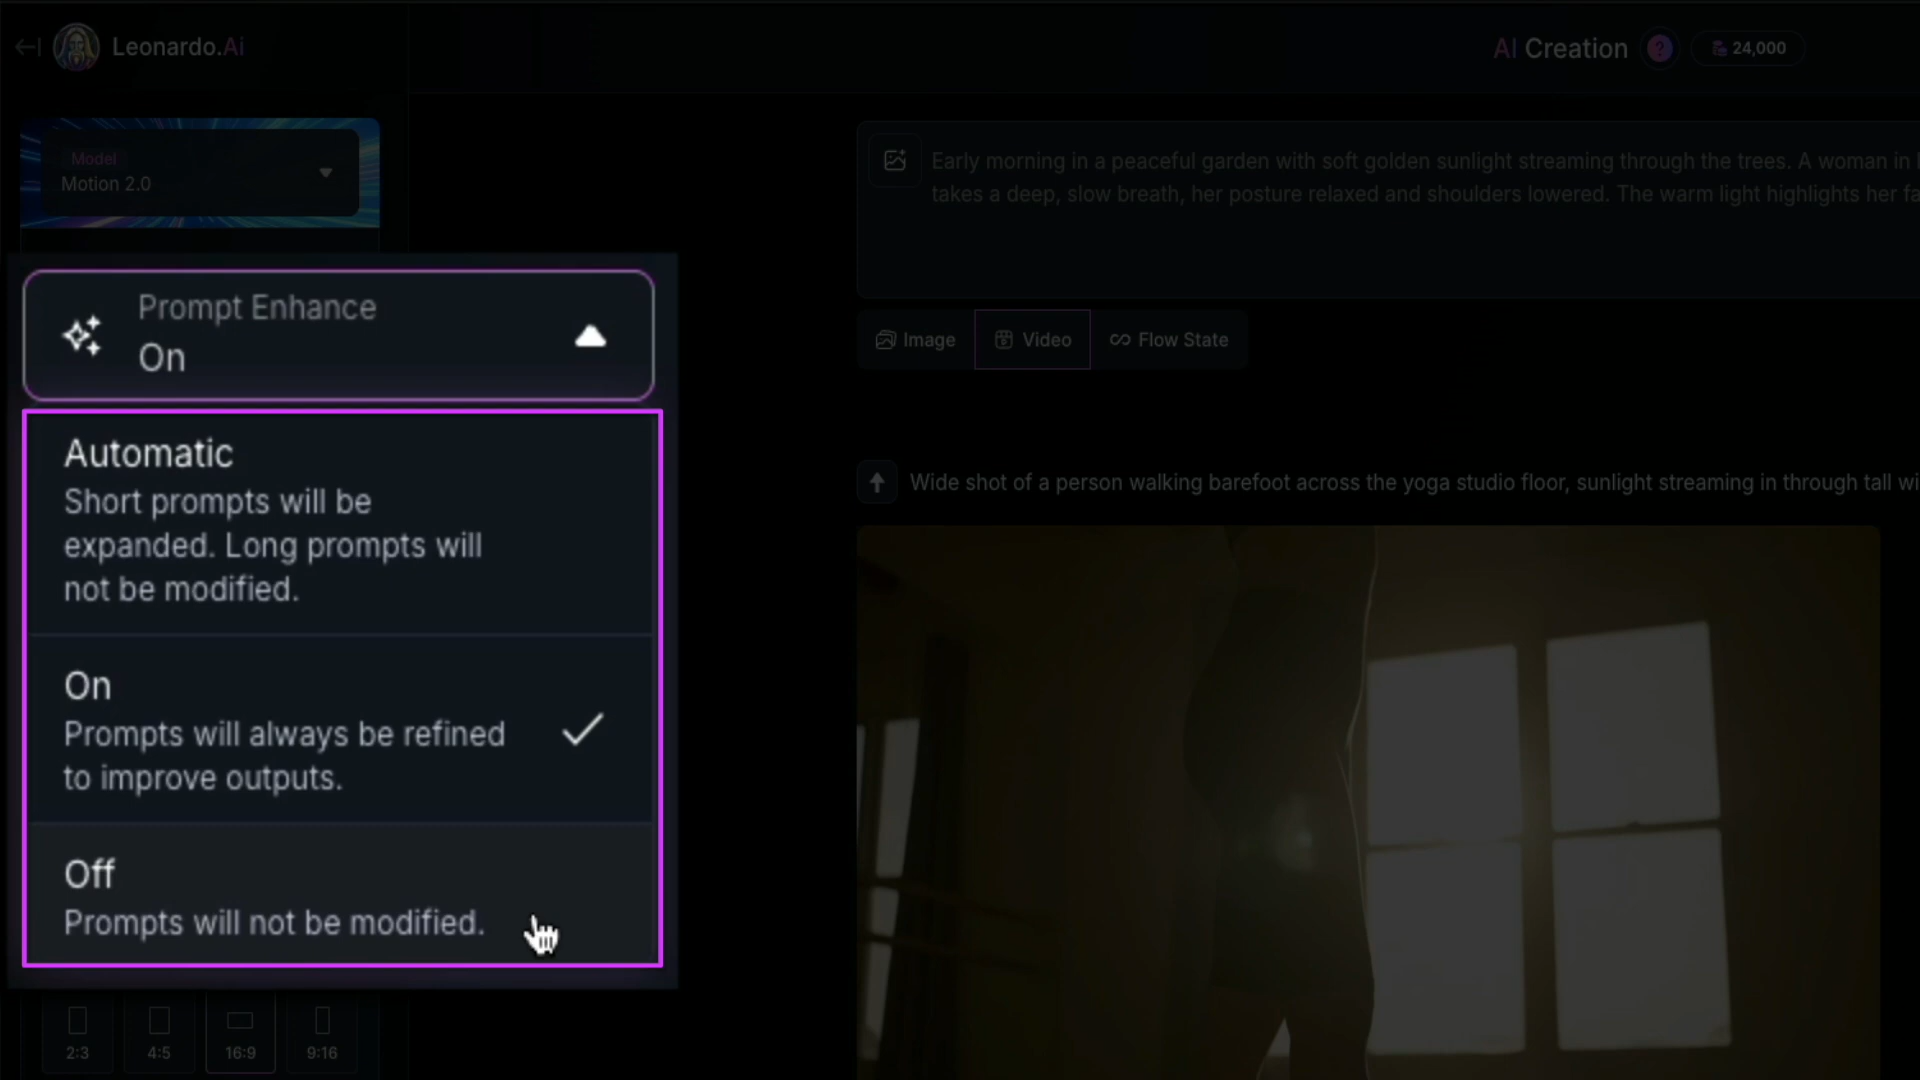 Leonardo.Ai
AI Creation
?
24,000
Model
Motion 2.0
Early morning in a peaceful garden with soft golden sunlight streaming through the trees. A woman in
takes a deep, slow breath, her posture relaxed and shoulders lowered. The warm light highlights her fa
Prompt Enhance
On
Image
Video
Flow State
Automatic
Short prompts will be
expanded. Long prompts will
not be modified.
On
Prompts will always be refined
to improve outputs.
Off
Prompts will not be modified.
Wide shot of a person walking barefoot across the yoga studio floor, sunlight streaming in through tall wi
2:3
4:5
16:9
9:16